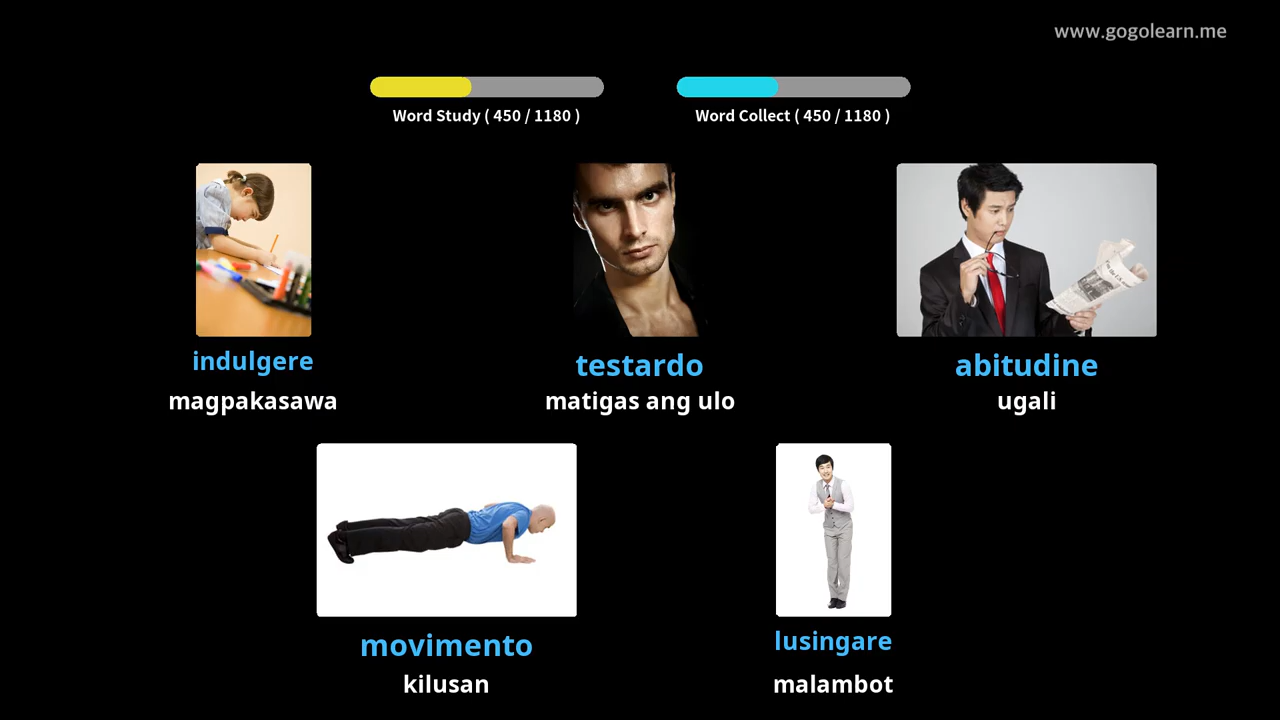 www.gogolearn.me
Word Study ( 450 / 1180 )
Word Collect ( 450 / 1180 )
indulgere
magpakasawa
testardo
matigas ang ulo
abitudine
ugali
movimento
kilusan
lusingare
malambot